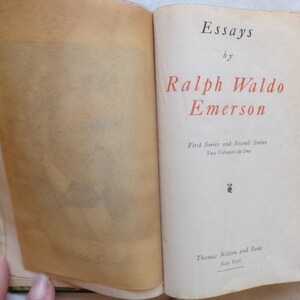 Essays
by
Ralph Waldo
Emerson
First Series and Second Series
Two Volumes in One
Thomas Nelson and Sons
New York